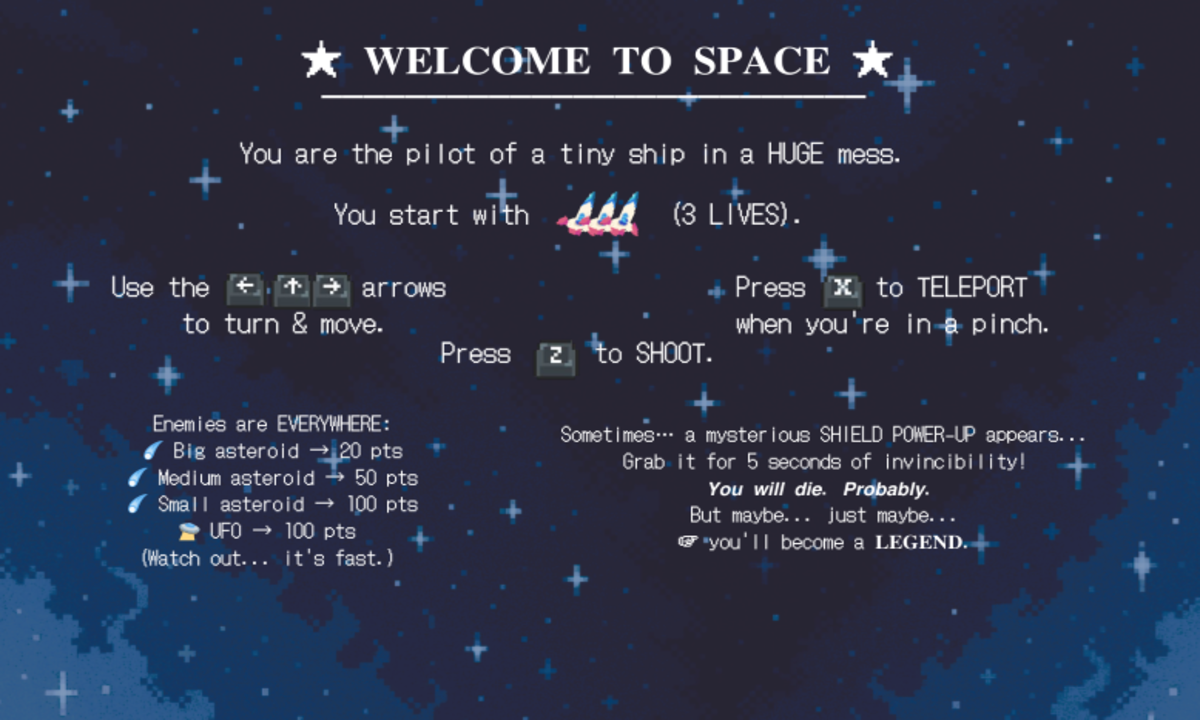 ★ WELCOME TO SPACE ★
You are the pilot of a tiny ship in a HUGE mess.
You start with (3 LIVES).
Use the ← ↑ → arrows
to turn & move.
Press X to TELEPORT
when you're in a pinch.
Press Z to SHOOT.
Enemies are EVERYWHERE:
Big asteroid → 20 pts
Medium asteroid → 50 pts
Small asteroid → 100 pts
UFO → 100 pts
(Watch out... it's fast.)
Sometimes… a mysterious SHIELD POWER-UP appears...
Grab it for 5 seconds of invincibility!
You will die. Probably.
But maybe... just maybe...
☞ you'll become a LEGEND.